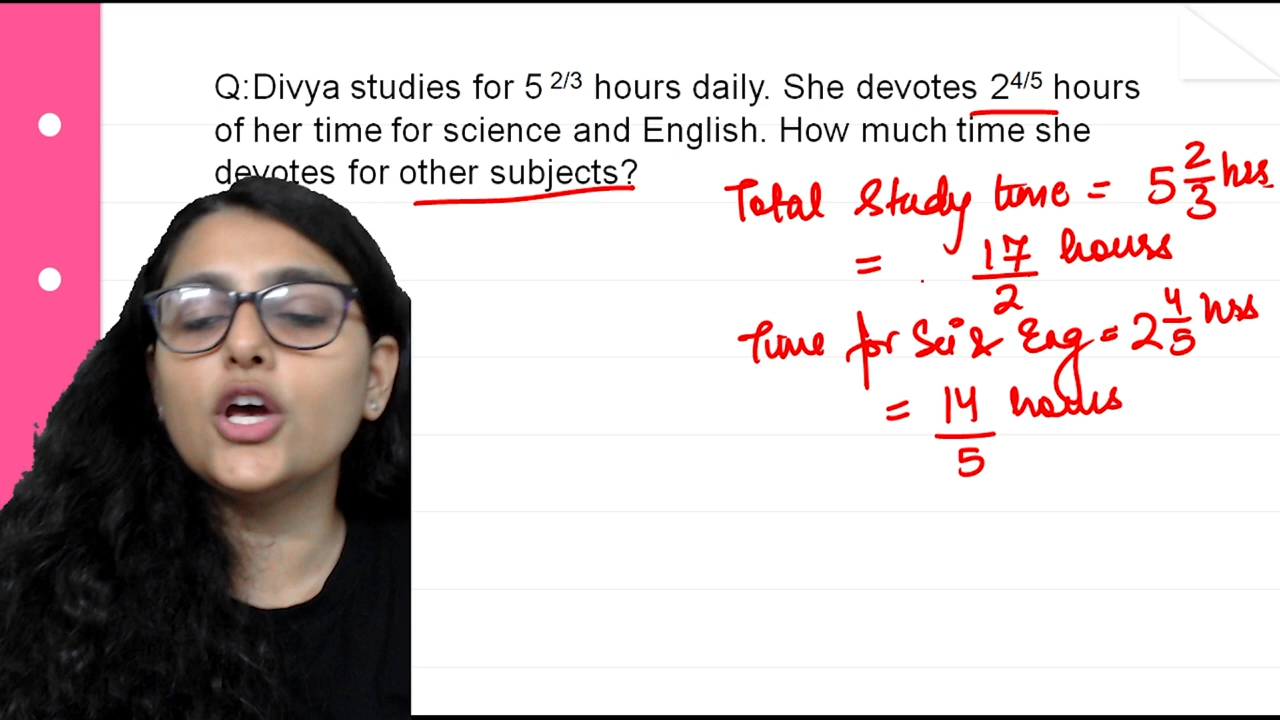 Q:Divya studies for 5 2/3 hours daily. She devotes 2 4/5 hours
of her time for science and English. How much time she
devotes for other subjects?
Total Study time = 5 2/3 hrs
= 17/2 hours
Time for Sci & Eng = 2 4/5 hrs
= 14/5 hours